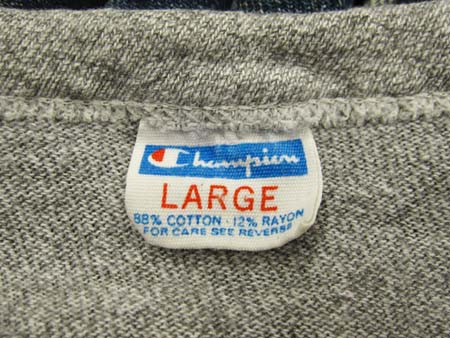 Champion
LARGE
88% COTTON · 12% RAYON
FOR CARE SEE REVERSE